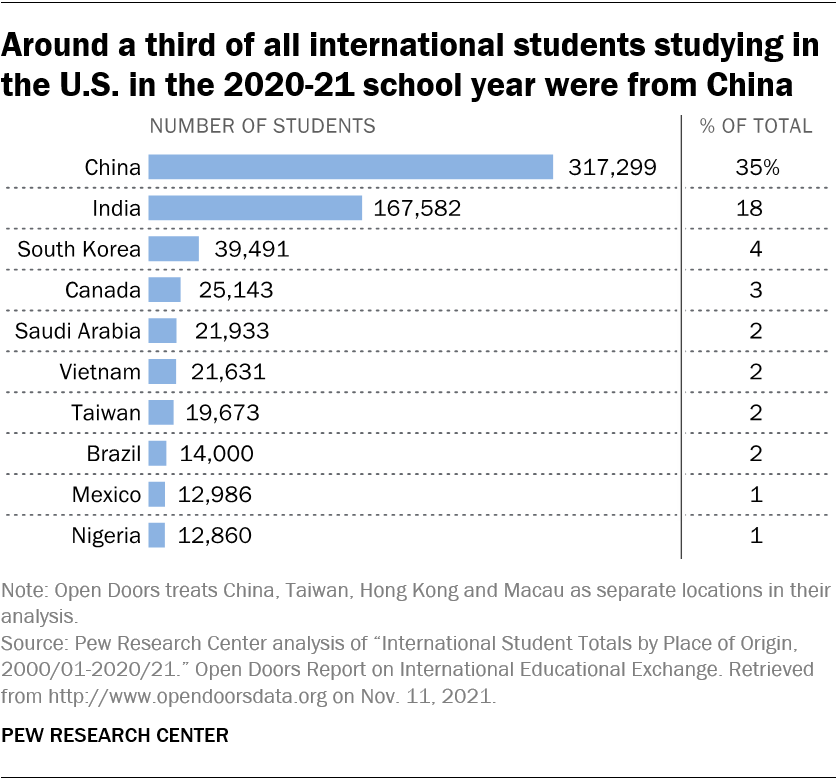 Around a third of all international students studying in
the U.S. in the 2020-21 school year were from China
NUMBER OF STUDENTS % OF TOTAL
China 317,299 35%
India 167,582 18
South Korea 39,491 4
Canada 25,143 3
Saudi Arabia 21,933 2
Vietnam 21,631 2
Taiwan 19,673 2
Brazil 14,000 2
Mexico 12,986 1
Nigeria 12,860 1
Note: Open Doors treats China, Taiwan, Hong Kong and Macau as separate locations in their
analysis.
Source: Pew Research Center analysis of “International Student Totals by Place of Origin,
2000/01-2020/21.” Open Doors Report on International Educational Exchange. Retrieved
from http://www.opendoorsdata.org on Nov. 11, 2021.
PEW RESEARCH CENTER